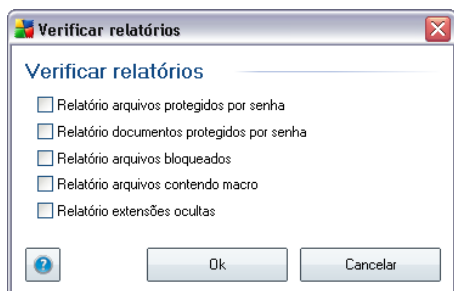 Verificar relatórios
Verificar relatórios
Relatório arquivos protegidos por senha
Relatório documentos protegidos por senha
Relatório arquivos bloqueados
Relatório arquivos contendo macro
Relatório extensões ocultas
?
Ok
Cancelar